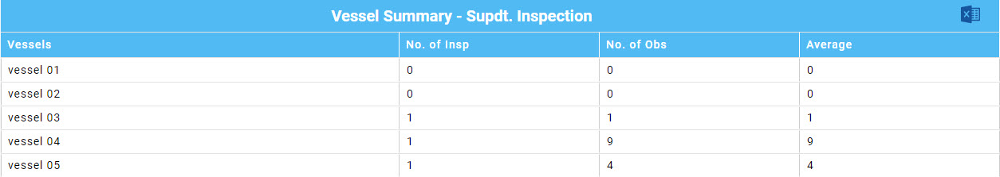 Vessel Summary - Supdt. Inspection
Vessels No. of Insp No. of Obs Average
vessel 01 0 0 0
vessel 02 0 0 0
vessel 03 1 1 1
vessel 04 1 9 9
vessel 05 1 4 4